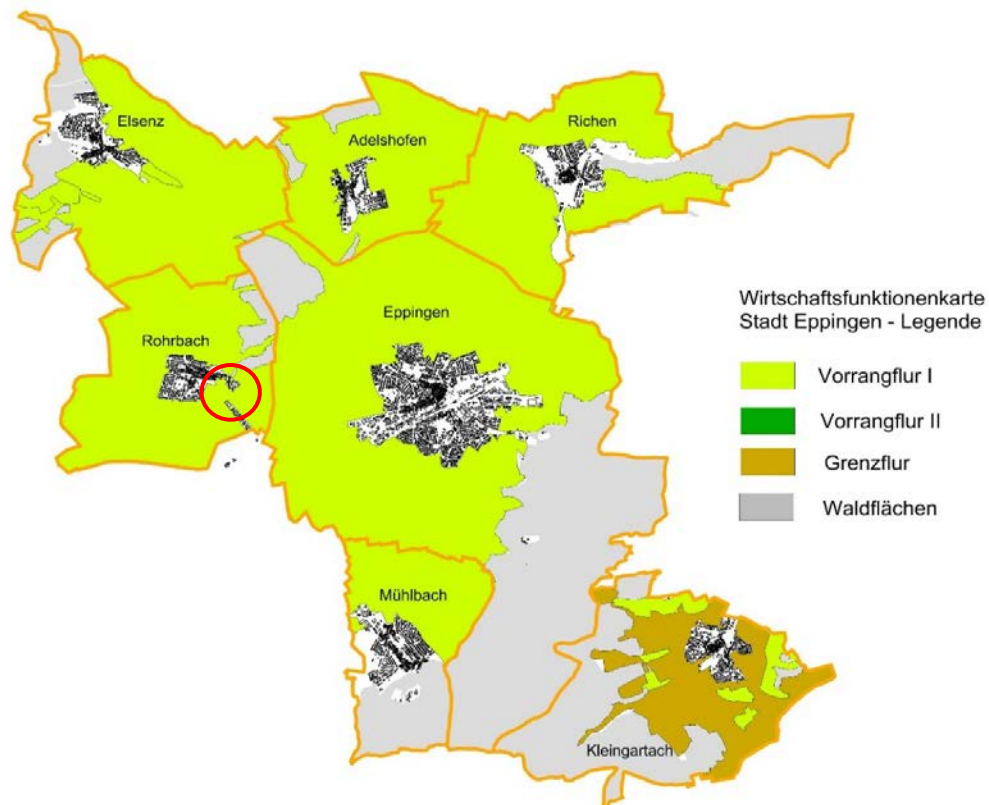 Elsenz
Adelshofen
Richen
Eppingen
Rohrbach
Mühlbach
Kleingartach
Wirtschaftsfunktionenkarte
Stadt Eppingen - Legende
Vorrangflur I
Vorrangflur II
Grenzflur
Waldflächen